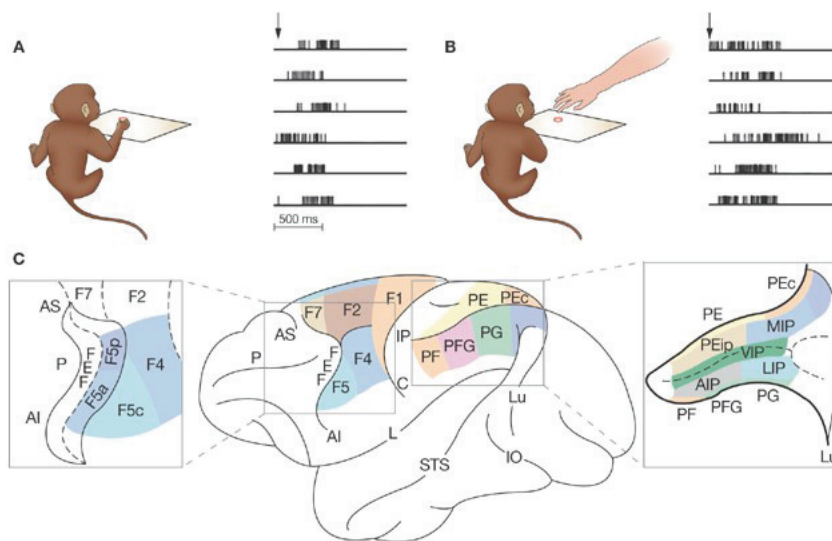 A
B
500 ms
C
F7
F2
AS
P
F
E
F
F5p
F4
F5a
F5c
AI
F7
F2
F1
AS
P
F
E
F
F4
F5
AI
L
C
IP
PE
PEc
PF
PFG
PG
Lu
STS
IO
PEc
PE
MIP
PEip
VIP
LIP
AIP
PF
PFG
PG
Lu